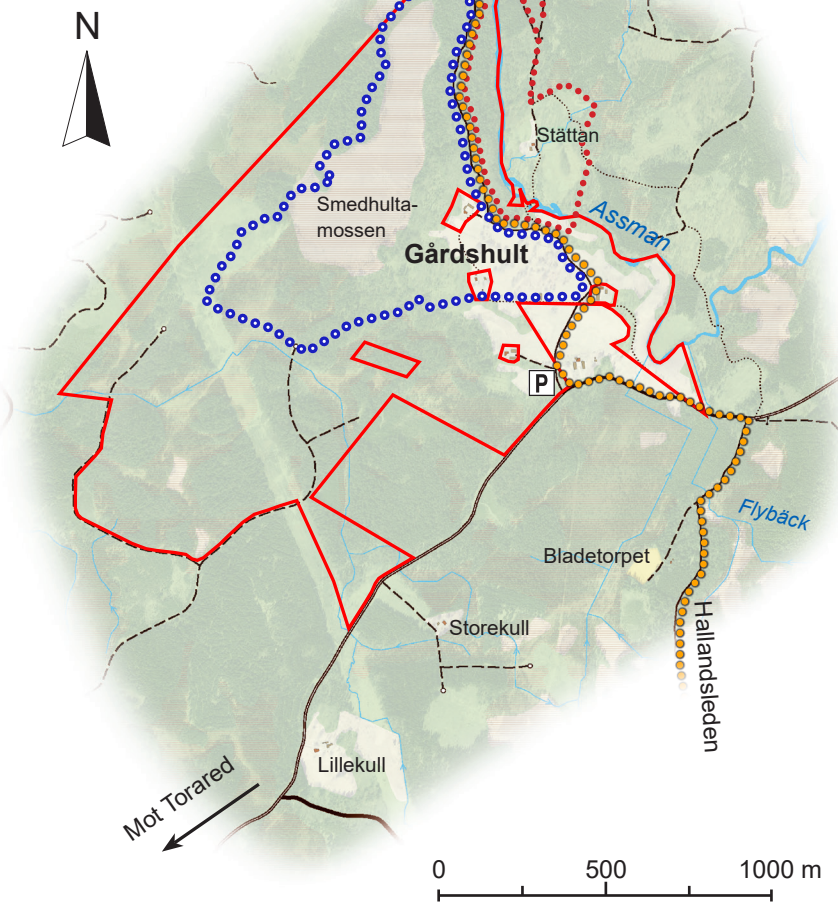 N
Stättan
Smedhulta-
mossen
Assman
Gårdshult
P
Flybäck
Bladetorpet
Hallandsleden
Storekull
Lillekull
Mot Torared
0 500 1000 m